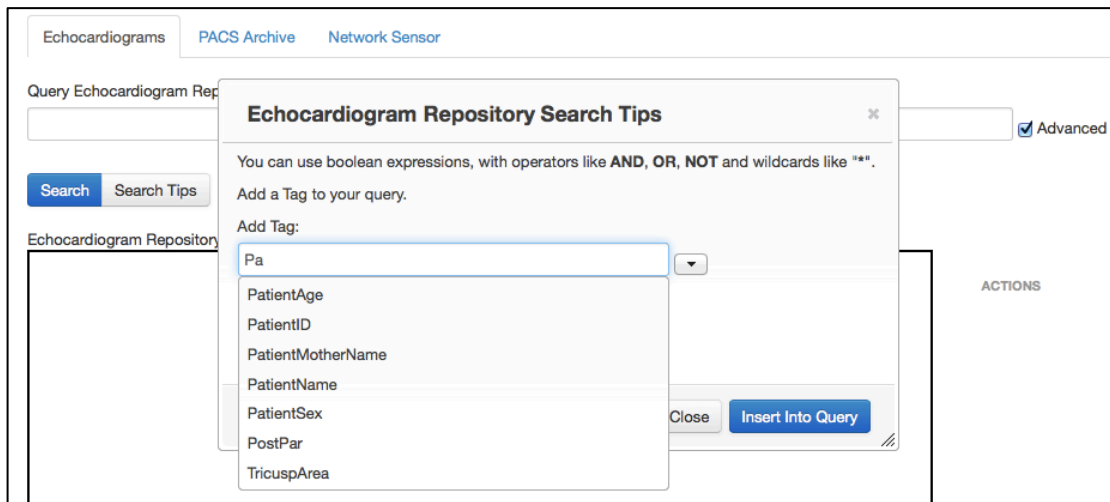 Echocardiograms PACS Archive Network Sensor
Query Echocardiogram Rep
Echocardiogram Repository Search Tips ×
Advanced
You can use boolean expressions, with operators like AND, OR, NOT and wildcards like "*".
Search Search Tips
Add a Tag to your query.
Add Tag:
Echocardiogram Repository
Pa
ACTIONS
PatientAge
PatientID
PatientMotherName
PatientName
PatientSex
PostPar
TricuspArea
Close Insert Into Query